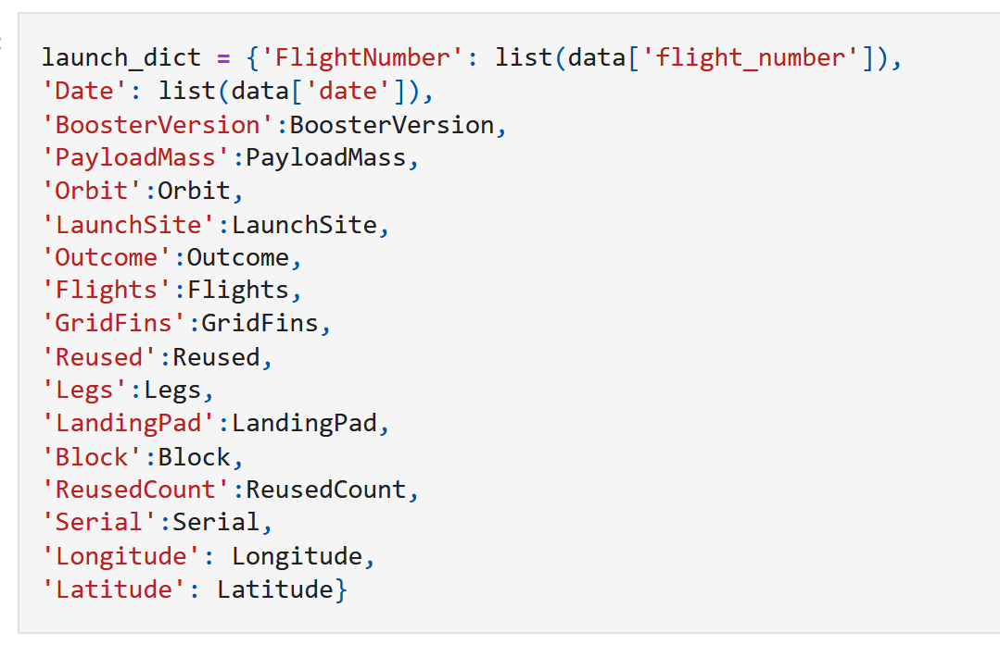 launch_dict = {'FlightNumber': list(data['flight_number']),
'Date': list(data['date']),
'BoosterVersion':BoosterVersion,
'PayloadMass':PayloadMass,
'Orbit':Orbit,
'LaunchSite':LaunchSite,
'Outcome':Outcome,
'Flights':Flights,
'GridFins':GridFins,
'Reused':Reused,
'Legs':Legs,
'LandingPad':LandingPad,
'Block':Block,
'ReusedCount':ReusedCount,
'Serial':Serial,
'Longitude': Longitude,
'Latitude': Latitude}